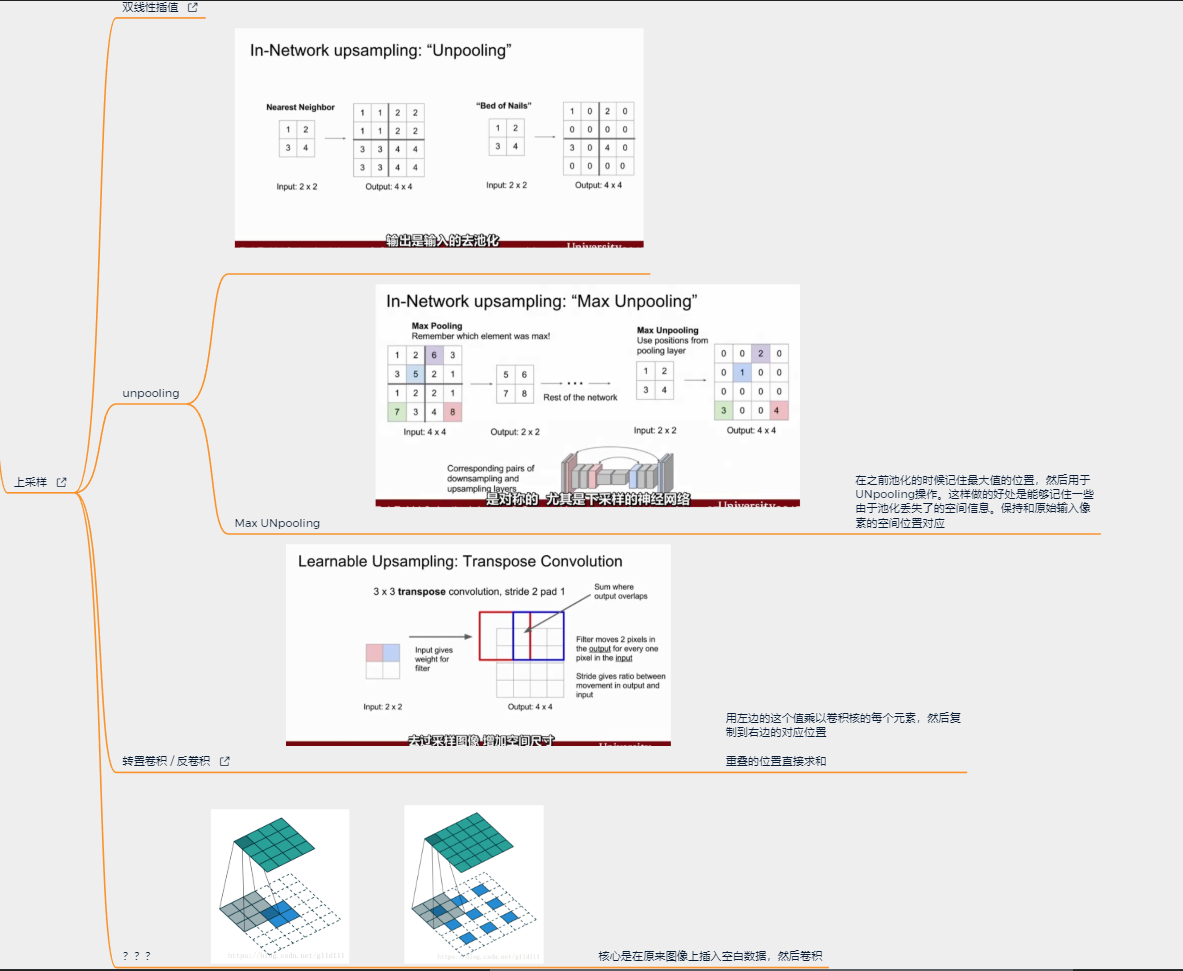 双线性插值
In-Network upsampling: “Unpooling”
Nearest Neighbor
1 2
3 4
1 1 2 2
1 1 2 2
3 3 4 4
3 3 4 4
Input: 2 x 2
Output: 4 x 4
“Bed of Nails”
1 2
3 4
1 0 2 0
0 0 0 0
3 0 4 0
0 0 0 0
Input: 2 x 2
Output: 4 x 4
输出是输入的去池化
University
unpooling
In-Network upsampling: “Max Unpooling”
Max Pooling
Remember which element was max!
1 2 6 3
3 5 2 1
1 2 2 1
7 3 4 8
Input: 4 x 4
5 6
7 8
Output: 2 x 2
• • •
Rest of the network
Max Unpooling
Use positions from
pooling layer
1 2
3 4
Input: 2 x 2
0 0 2 0
0 1 0 0
0 0 0 0
3 0 0 4
Output: 4 x 4
Corresponding pairs of
downsampling and
upsampling layers
是对称的 尤其是下采样的神经网络
University
Max UNpooling
在之前池化的时候记住最大值的位置，然后用于
UNpooling操作。这样做的好处是能够记住一些
由于池化丢失了的空间信息。保持和原始输入像
素的空间位置对应
上采样
Learnable Upsampling: Transpose Convolution
3 x 3 transpose convolution, stride 2 pad 1
Sum where
output overlaps
Input gives
weight for
filter
Filter moves 2 pixels in
the output for every one
pixel in the input
Stride gives ratio between
movement in output and
input
Input: 2 x 2
Output: 4 x 4
去过采样图像 增加空间尺寸
University
转置卷积 / 反卷积
用左边的这个值乘以卷积核的每个元素，然后复
制到右边的对应位置
重叠的位置直接求和
？？？
核心是在原来图像上插入空白数据，然后卷积